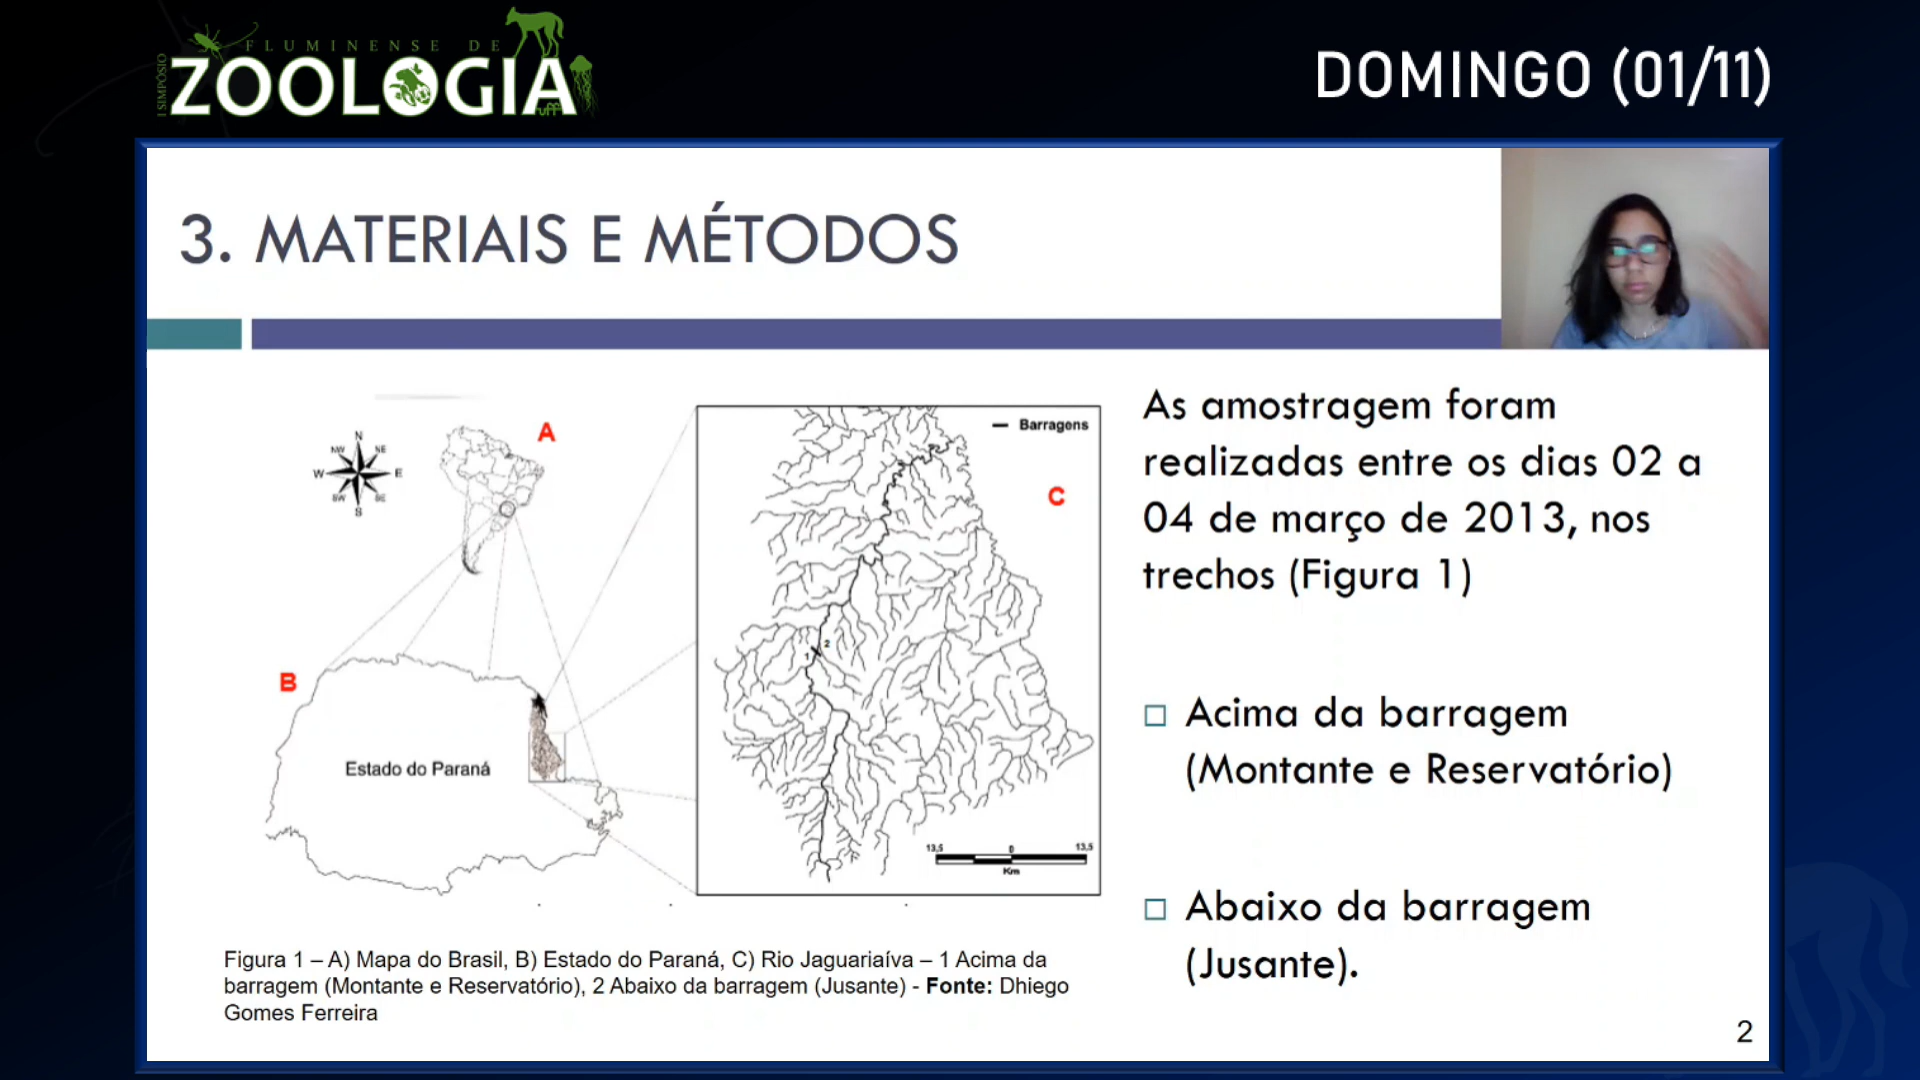 I SIMPÓSIO
FLUMINENSE DE
ZOOLOGIA
uff
DOMINGO (01/11)
3. MATERIAIS E MÉTODOS
A
N
NW NE
W E
SW SE
S
B
Estado do Paraná
Barragens
C
2
1
13,5 0 13,5
Km
As amostragem foram
realizadas entre os dias 02 a
04 de março de 2013, nos
trechos (Figura 1)
Acima da barragem
(Montante e Reservatório)
Abaixo da barragem
(Jusante).
Figura 1 – A) Mapa do Brasil, B) Estado do Paraná, C) Rio Jaguariaíva – 1 Acima da
barragem (Montante e Reservatório), 2 Abaixo da barragem (Jusante) - Fonte: Dhiego
Gomes Ferreira
2